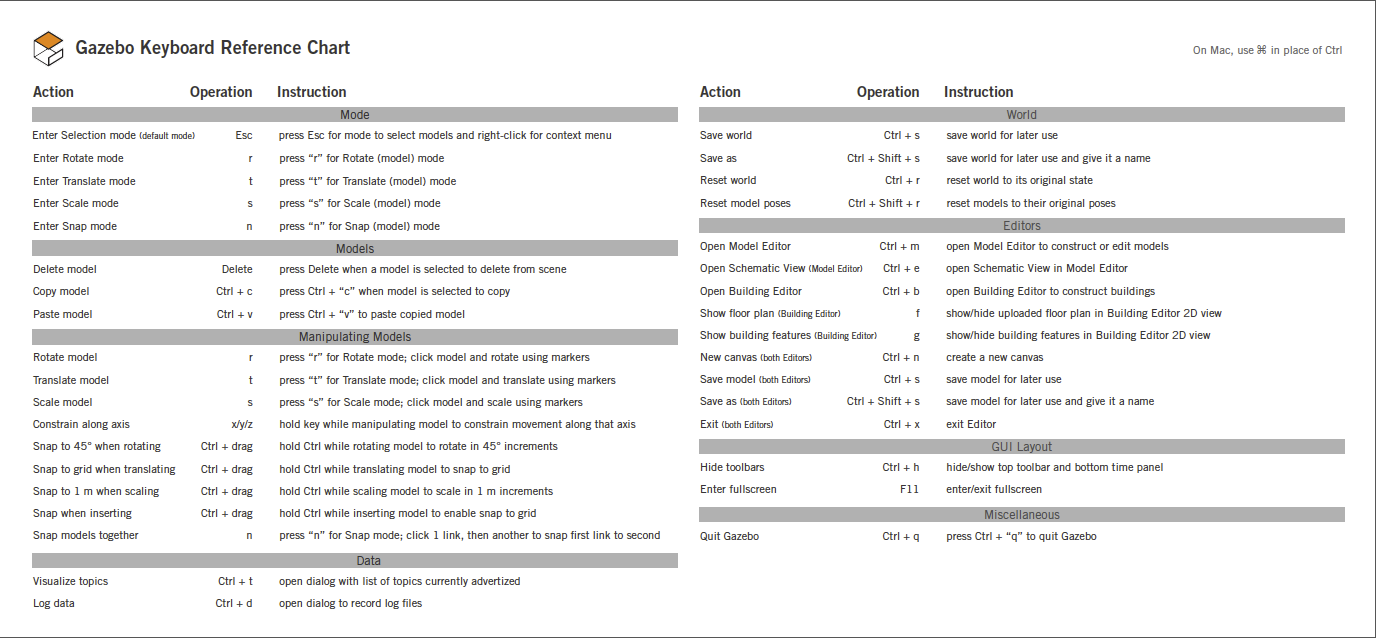 Gazebo Keyboard Reference Chart
On Mac, use ⌘ in place of Ctrl
Action Operation Instruction
Mode
Enter Selection mode (default mode) Esc press Esc for mode to select models and right-click for context menu
Enter Rotate mode r press “r” for Rotate (model) mode
Enter Translate mode t press “t” for Translate (model) mode
Enter Scale mode s press “s” for Scale (model) mode
Enter Snap mode n press “n” for Snap (model) mode
Models
Delete model Delete press Delete when a model is selected to delete from scene
Copy model Ctrl + c press Ctrl + “c” when model is selected to copy
Paste model Ctrl + v press Ctrl + “v” to paste copied model
Manipulating Models
Rotate model r press “r” for Rotate mode; click model and rotate using markers
Translate model t press “t” for Translate mode; click model and translate using markers
Scale model s press “s” for Scale mode; click model and scale using markers
Constrain along axis x/y/z hold key while manipulating model to constrain movement along that axis
Snap to 45° when rotating Ctrl + drag hold Ctrl while rotating model to rotate in 45° increments
Snap to grid when translating Ctrl + drag hold Ctrl while translating model to snap to grid
Snap to 1 m when scaling Ctrl + drag hold Ctrl while scaling model to scale in 1 m increments
Snap when inserting Ctrl + drag hold Ctrl while inserting model to enable snap to grid
Snap models together n press “n” for Snap mode; click 1 link, then another to snap first link to second
Data
Visualize topics Ctrl + t open dialog with list of topics currently advertized
Log data Ctrl + d open dialog to record log files
Action Operation Instruction
World
Save world Ctrl + s save world for later use
Save as Ctrl + Shift + s save world for later use and give it a name
Reset world Ctrl + r reset world to its original state
Reset model poses Ctrl + Shift + r reset models to their original poses
Editors
Open Model Editor Ctrl + m open Model Editor to construct or edit models
Open Schematic View (Model Editor) Ctrl + e open Schematic View in Model Editor
Open Building Editor Ctrl + b open Building Editor to construct buildings
Show floor plan (Building Editor) f show/hide uploaded floor plan in Building Editor 2D view
Show building features (Building Editor) g show/hide building features in Building Editor 2D view
New canvas (both Editors) Ctrl + n create a new canvas
Save model (both Editors) Ctrl + s save model for later use
Save as (both Editors) Ctrl + Shift + s save model for later use and give it a name
Exit (both Editors) Ctrl + x exit Editor
GUI Layout
Hide toolbars Ctrl + h hide/show top toolbar and bottom time panel
Enter fullscreen F11 enter/exit fullscreen
Miscellaneous
Quit Gazebo Ctrl + q press Ctrl + “q” to quit Gazebo